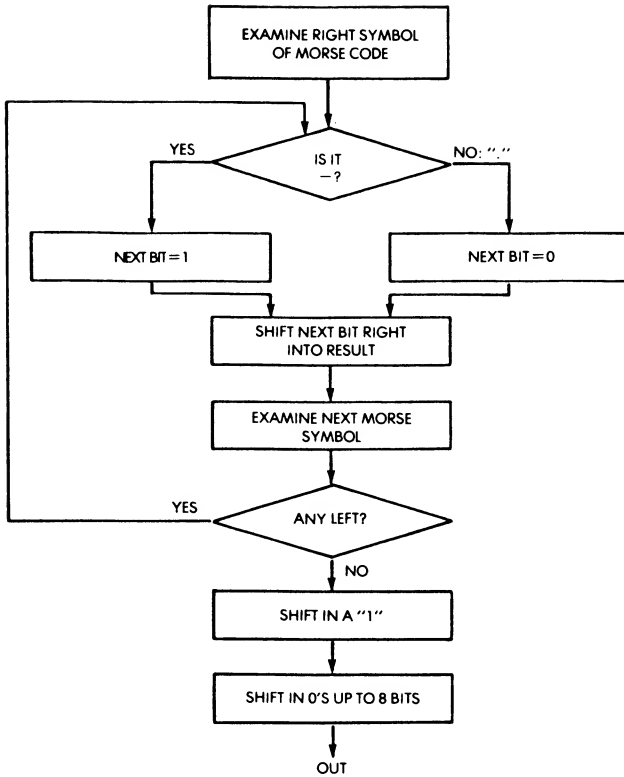 EXAMINE RIGHT SYMBOL
OF MORSE CODE
IS IT
—?
YES
NO: "."
NEXT BIT=1
NEXT BIT=0
SHIFT NEXT BIT RIGHT
INTO RESULT
EXAMINE NEXT MORSE
SYMBOL
YES
ANY LEFT?
NO
SHIFT IN A "1"
SHIFT IN 0'S UP TO 8 BITS
OUT